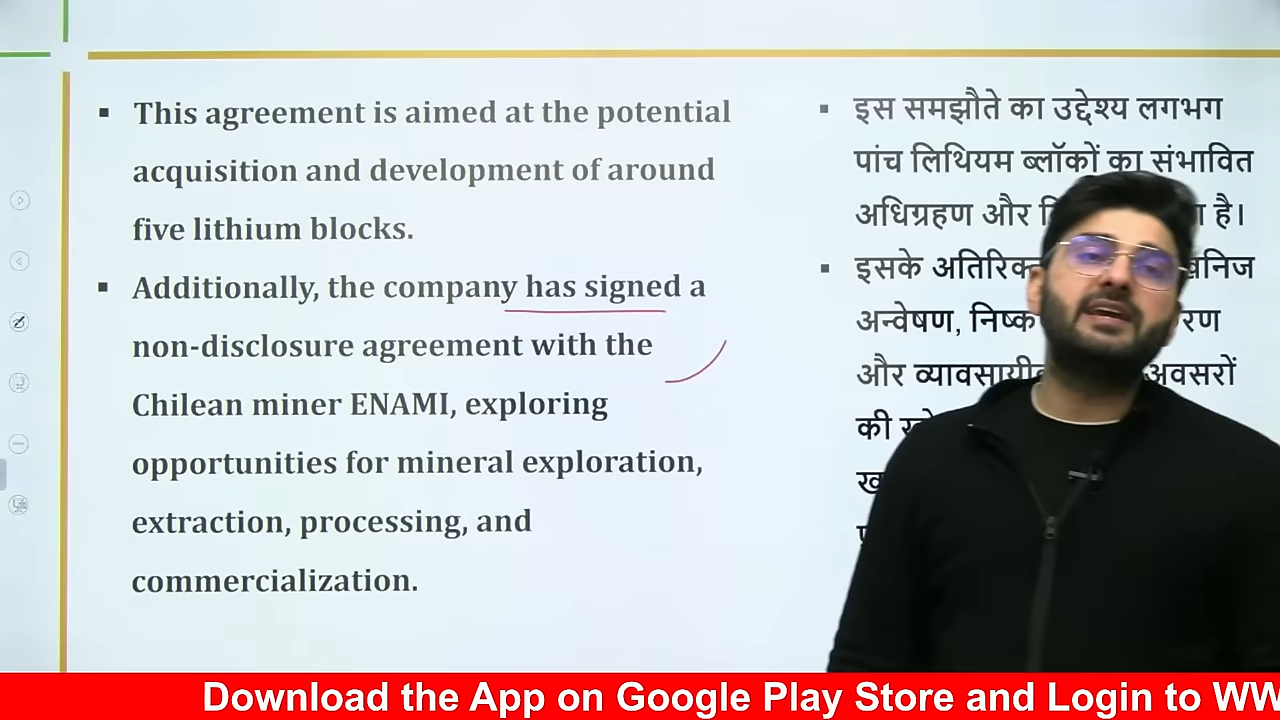 This agreement is aimed at the potential
acquisition and development of around
five lithium blocks.
Additionally, the company has signed a
non-disclosure agreement with the
Chilean miner ENAMI, exploring
opportunities for mineral exploration,
extraction, processing, and
commercialization.
इस समझौते का उद्देश्य लगभग
पांच लिथियम ब्लॉकों का संभावित
अधिग्रहण और है।
इसके अतिरिक्त खनिज
अन्वेषण,
और अवसरों
की
Download the App on Google Play Store and Login to